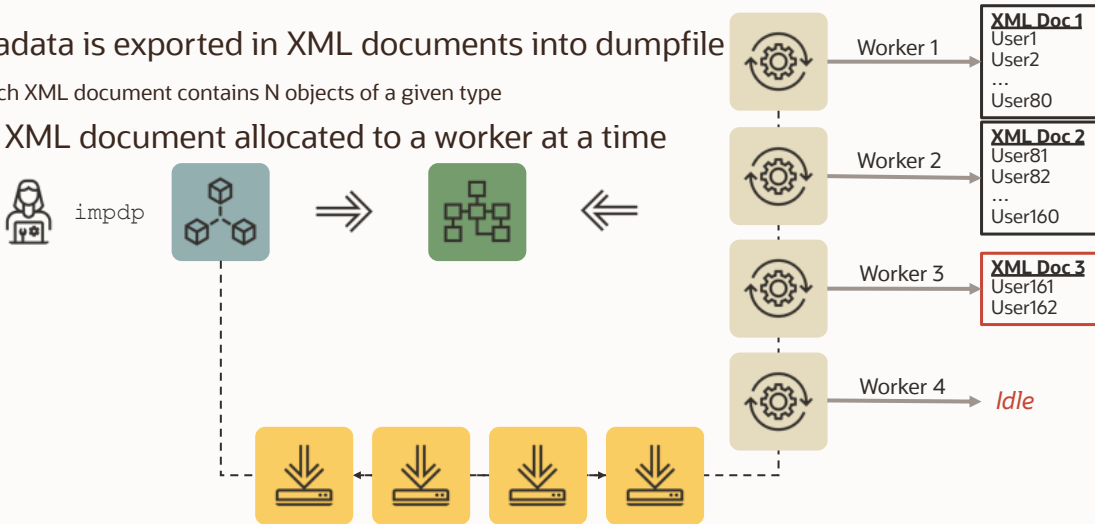 adata is exported in XML documents into dumpfile
ch XML document contains N objects of a given type
XML document allocated to a worker at a time
impdp
Worker 1
XML Doc 1
User1
User2
...
User80
Worker 2
XML Doc 2
User81
User82
...
User160
Worker 3
XML Doc 3
User161
User162
Worker 4
Idle